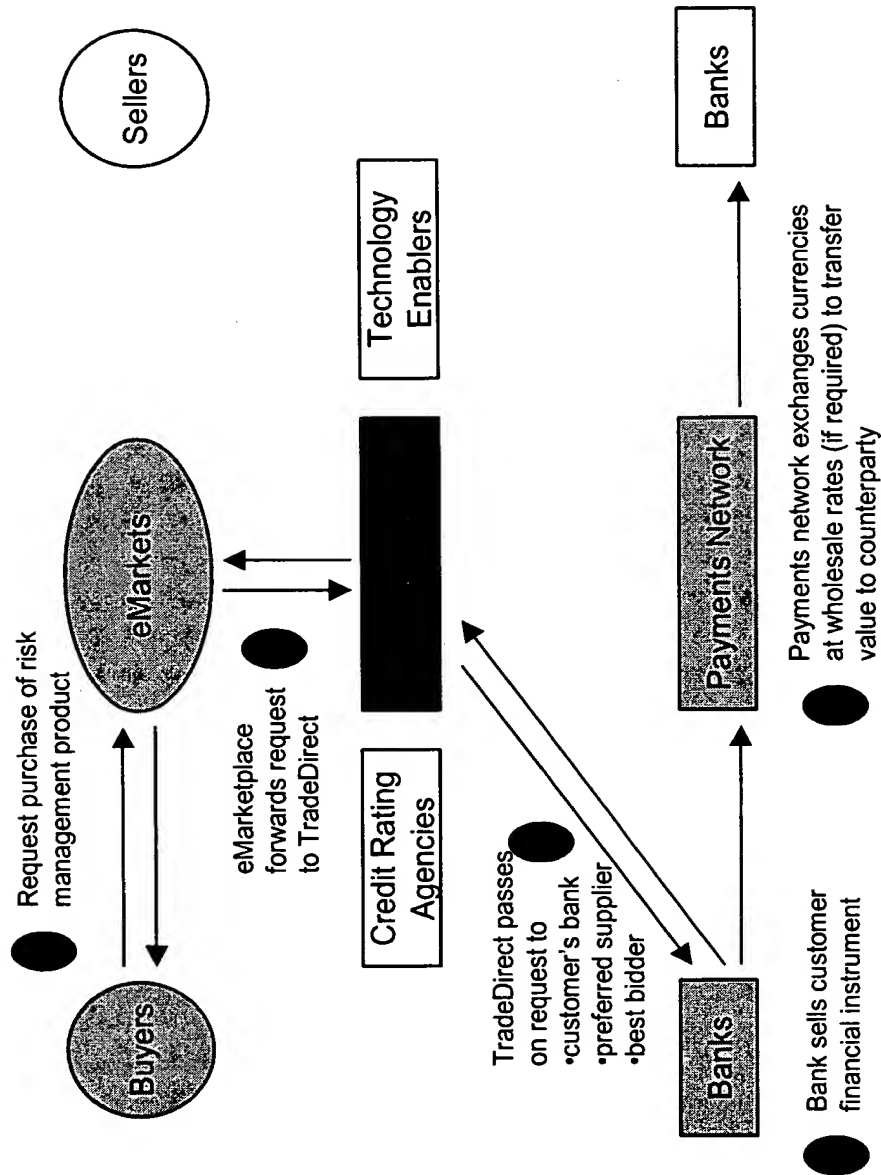 Request purchase of risk
management product
Buyers
eMarkets
Sellers
eMarketplace
forwards request
to TradeDirect
Credit Rating
Agencies
Technology
Enablers
TradeDirect passes
on request to
•customer's bank
•preferred supplier
•best bidder
Banks
Payments Network
Banks
Bank sells customer
financial instrument
Payments network exchanges currencies
at wholesale rates (if required) to transfer
value to counterparty